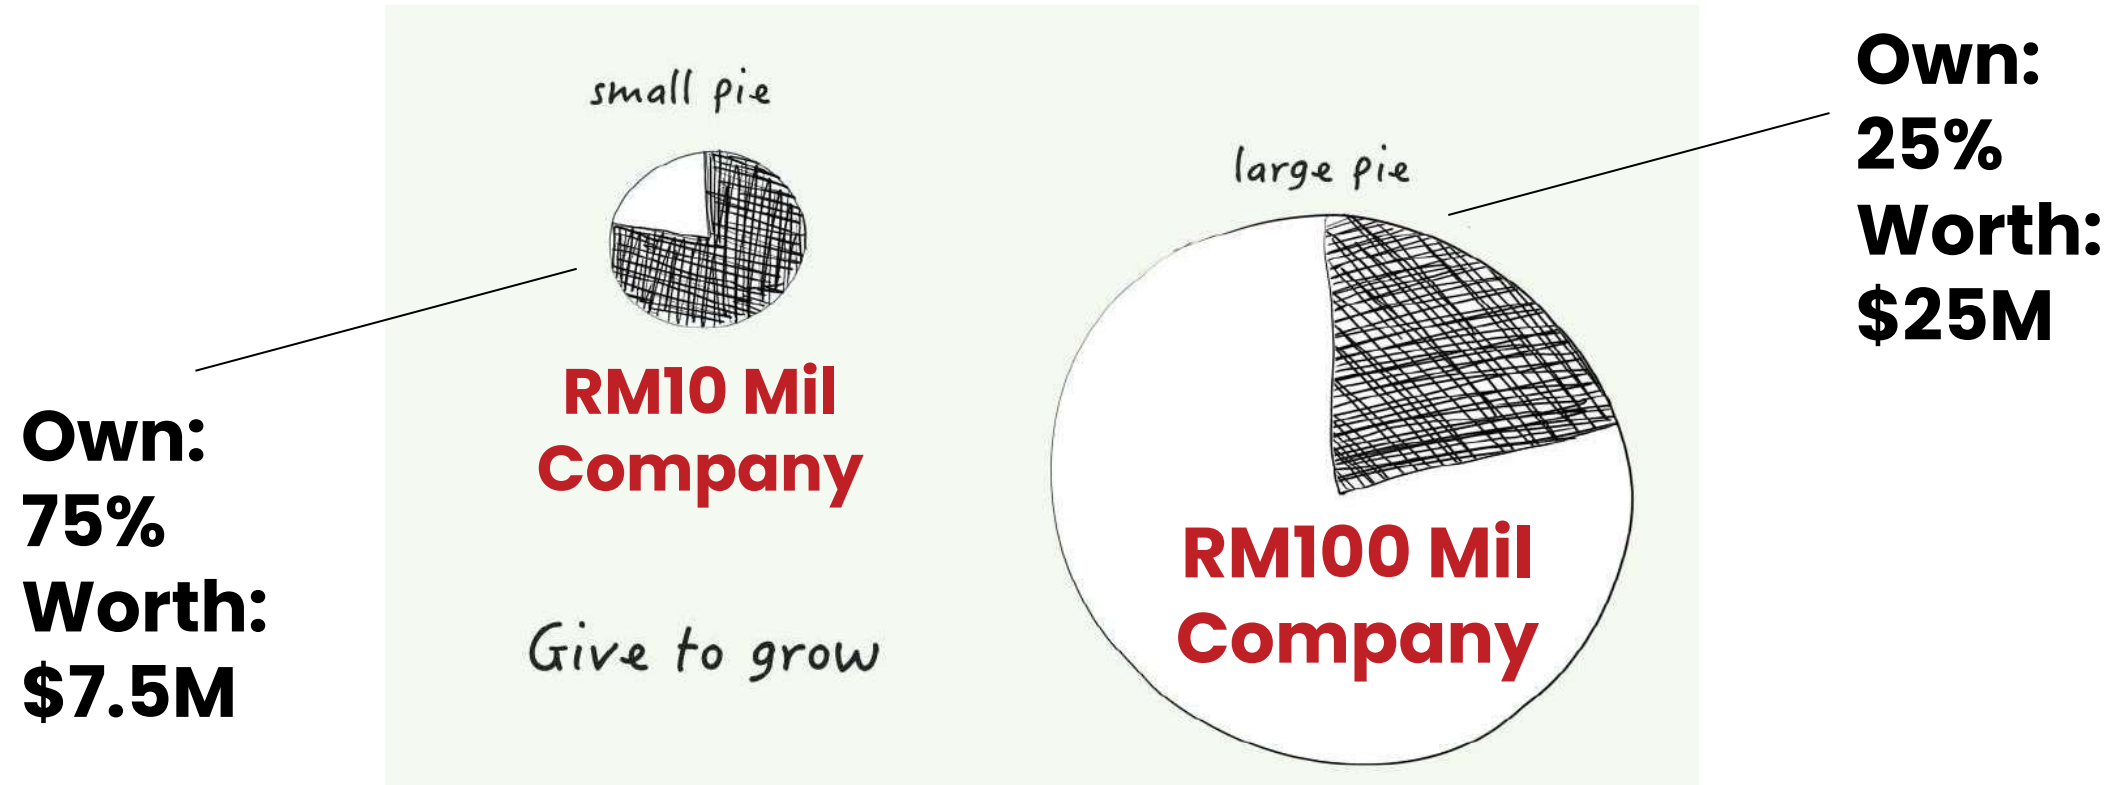 small pie
RM10 Mil
Company
Own:
75%
Worth:
$7.5M
Give to grow
large pie
RM100 Mil
Company
Own:
25%
Worth:
$25M